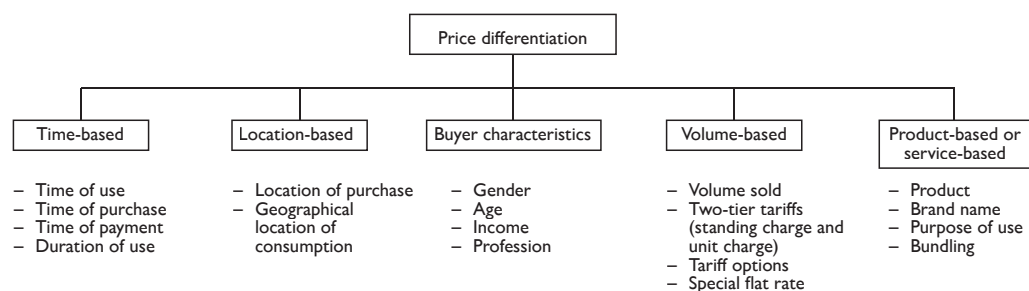 Price differentiation
Time-based
– Time of use
– Time of purchase
– Time of payment
– Duration of use
Location-based
– Location of purchase
– Geographical
location of
consumption
Buyer characteristics
– Gender
– Age
– Income
– Profession
Volume-based
– Volume sold
– Two-tier tariffs
(standing charge and
unit charge)
– Tariff options
– Special flat rate
Product-based or
service-based
– Product
– Brand name
– Purpose of use
– Bundling